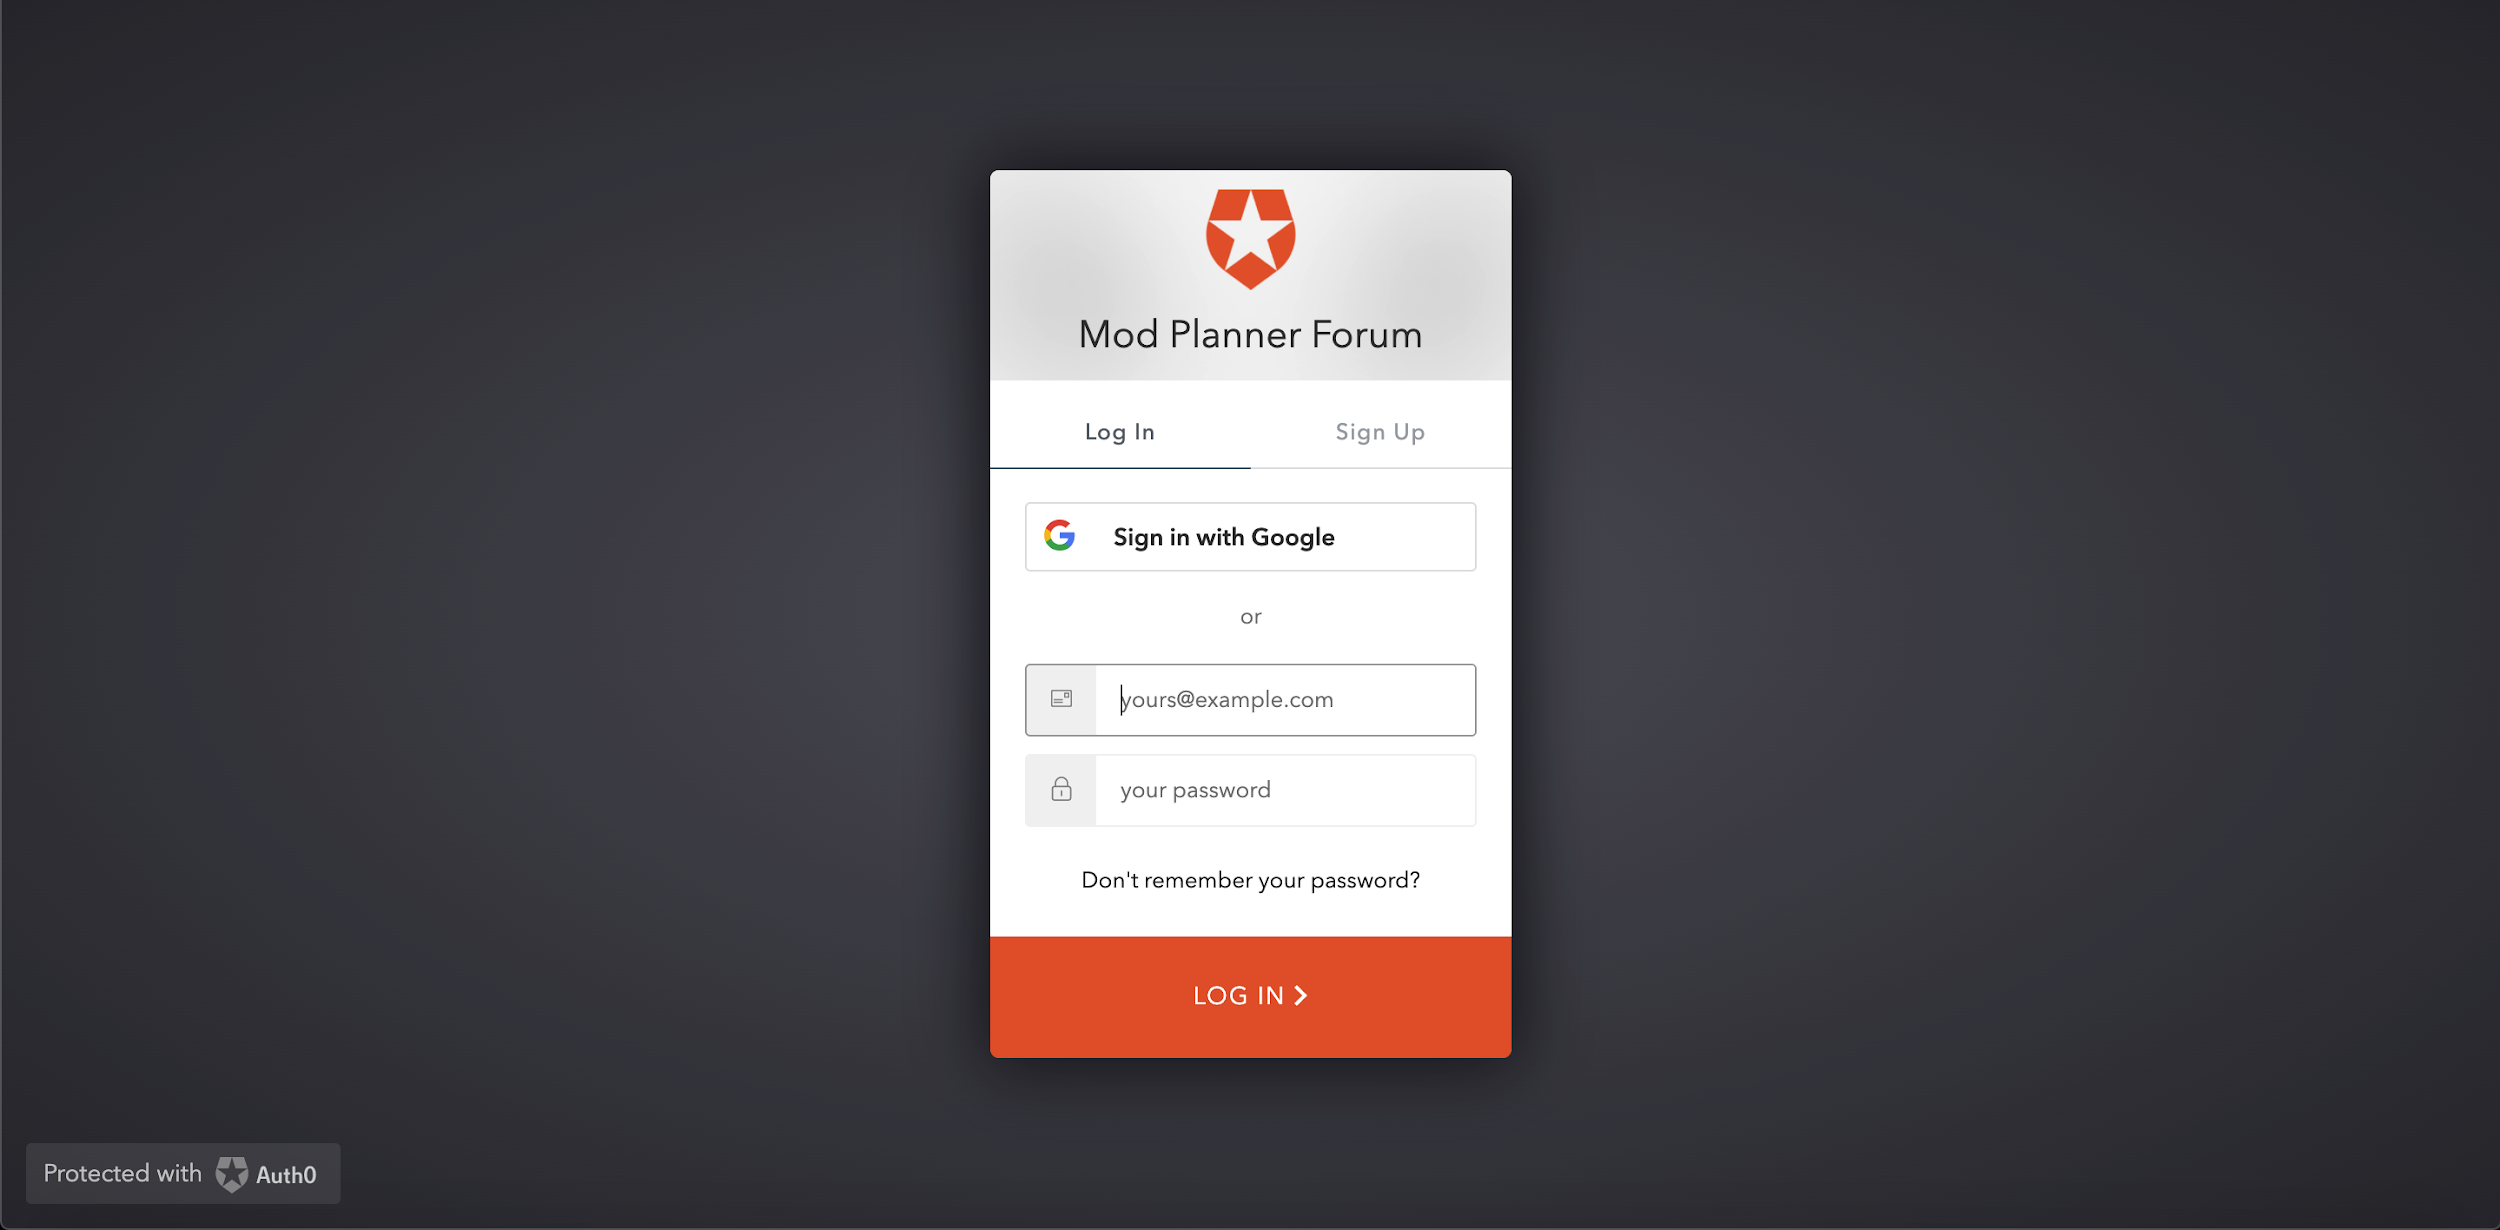 Mod Planner Forum
Log In
Sign Up
Sign in with Google
or
yours@example.com
your password
Don't remember your password?
LOG IN
Protected with Auth0